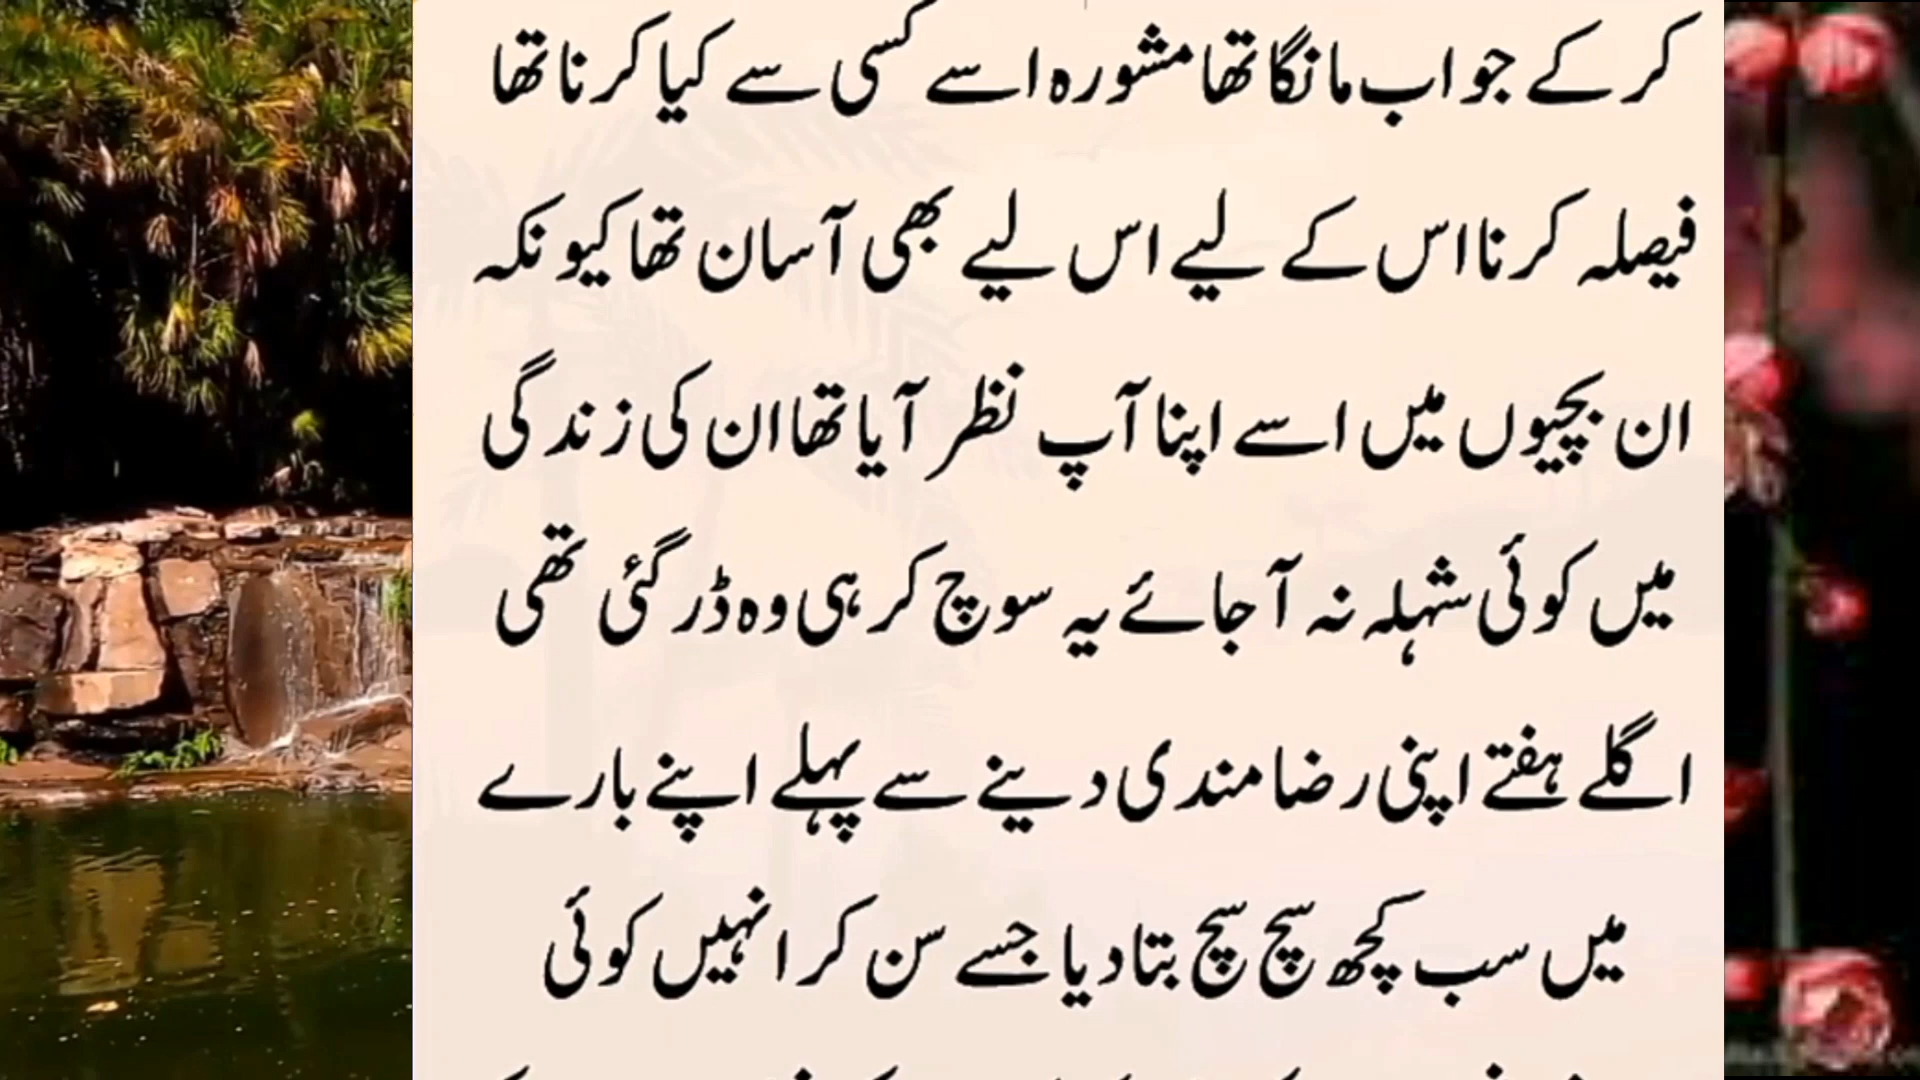 کر کے جواب مانگا تھا مشورہ اسے کسی سے کیا کرنا تھا
فیصلہ کرنا اس کے لیے اس لیے بھی آسان تھا کیونکہ
ان بچیوں میں اسے اپنا آپ نظر آیا تھا ان کی زندگی
میں کوئی شہلہ نہ آ جائے یہ سوچ کر ہی وہ ڈر گئی تھی
اگلے ہفتے اپنی رضا مندی دینے سے پہلے اپنے بارے
میں سب کچھ سچ سچ بتا دیا جسے سن کر انہیں کوئی